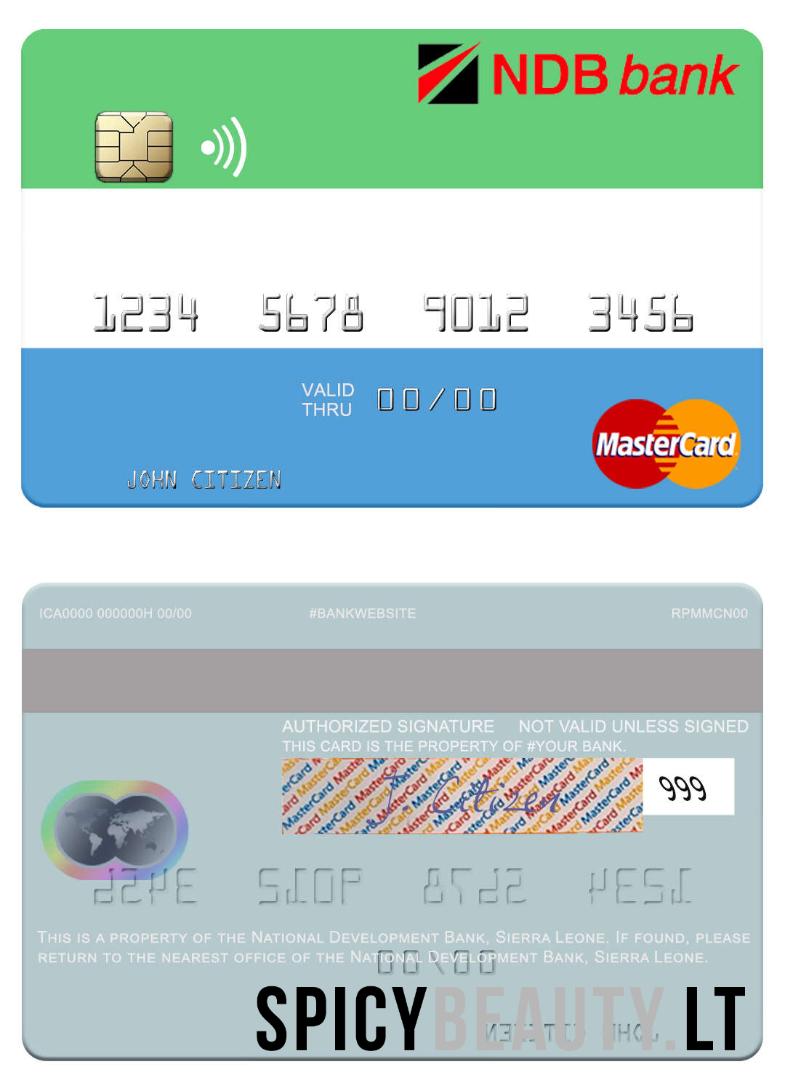 NDB bank
1234 5678 9012 3456
VALID
THRU 00/00
MasterCard
JOHN CITIZEN
ICA0000 000000H 00/00 #BANKWEBSITE RPMMCN00
AUTHORIZED SIGNATURE NOT VALID UNLESS SIGNED
THIS CARD IS THE PROPERTY OF #YOUR BANK.
J Citizen 999
THIS IS A PROPERTY OF THE NATIONAL DEVELOPMENT BANK, SIERRA LEONE. IF FOUND, PLEASE
RETURN TO THE NEAREST OFFICE OF THE NATIONAL DEVELOPMENT BANK, SIERRA LEONE.
SPICYBEAUTY.LT